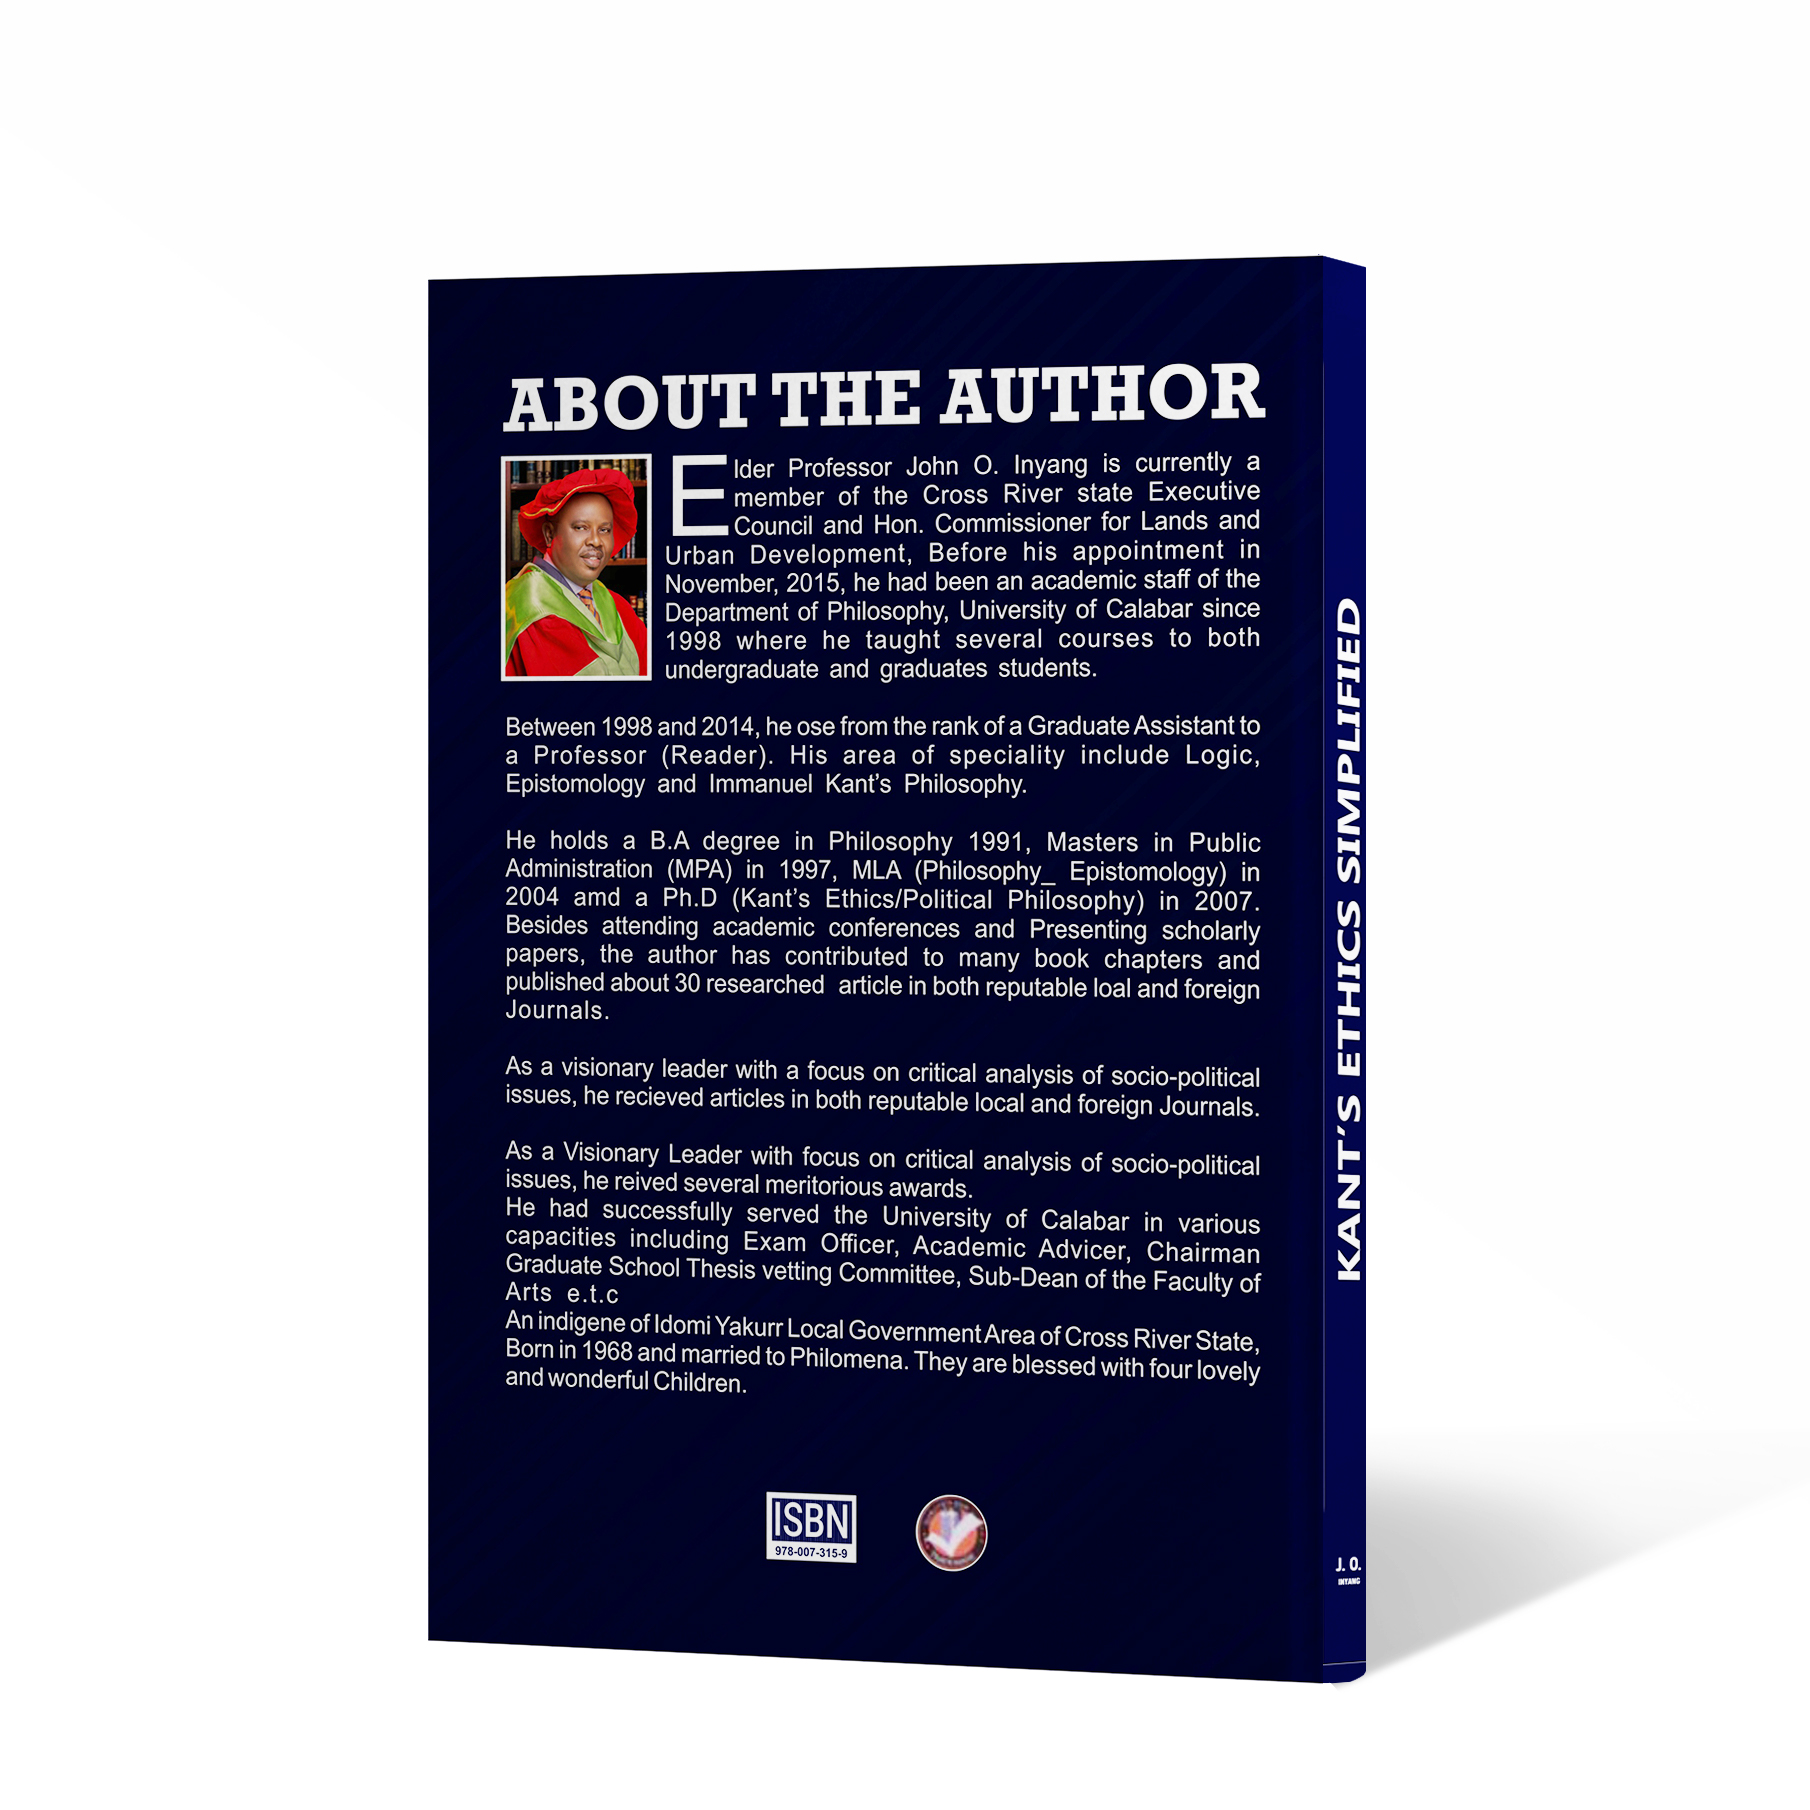 ABOUT THE AUTHOR
Elder Professor John O. Inyang is currently a
member of the Cross River state Executive
Council and Hon. Commissioner for Lands and
Urban Development, Before his appointment in
November, 2015, he had been an academic staff of the
Department of Philosophy, University of Calabar since
1998 where he taught several courses to both
undergraduate and graduates students.
Between 1998 and 2014, he ose from the rank of a Graduate Assistant to
a Professor (Reader). His area of speciality include Logic,
Epistomology and Immanuel Kant's Philosophy.
He holds a B.A degree in Philosophy 1991, Masters in Public
Administration (MPA) in 1997, MLA (Philosophy_ Epistomology) in
2004 amd a Ph.D (Kant's Ethics/Political Philosophy) in 2007.
Besides attending academic conferences and Presenting scholarly
papers, the author has contributed to many book chapters and
published about 30 researched article in both reputable loal and foreign
Journals.
As a visionary leader with a focus on critical analysis of socio-political
issues, he recieved articles in both reputable local and foreign Journals.
As a Visionary Leader with focus on critical analysis of socio-political
issues, he reived several meritorious awards.
He had successfully served the University of Calabar in various
capacities including Exam Officer, Academic Advicer, Chairman
Graduate School Thesis vetting Committee, Sub-Dean of the Faculty of
Arts e.t.c
An indigene of Idomi Yakurr Local Government Area of Cross River State,
Born in 1968 and married to Philomena. They are blessed with four lovely
and wonderful Children.
ISBN
978-007-315-9
KANT'S ETHICS SIMPLIFIED
J. O.
INYANG